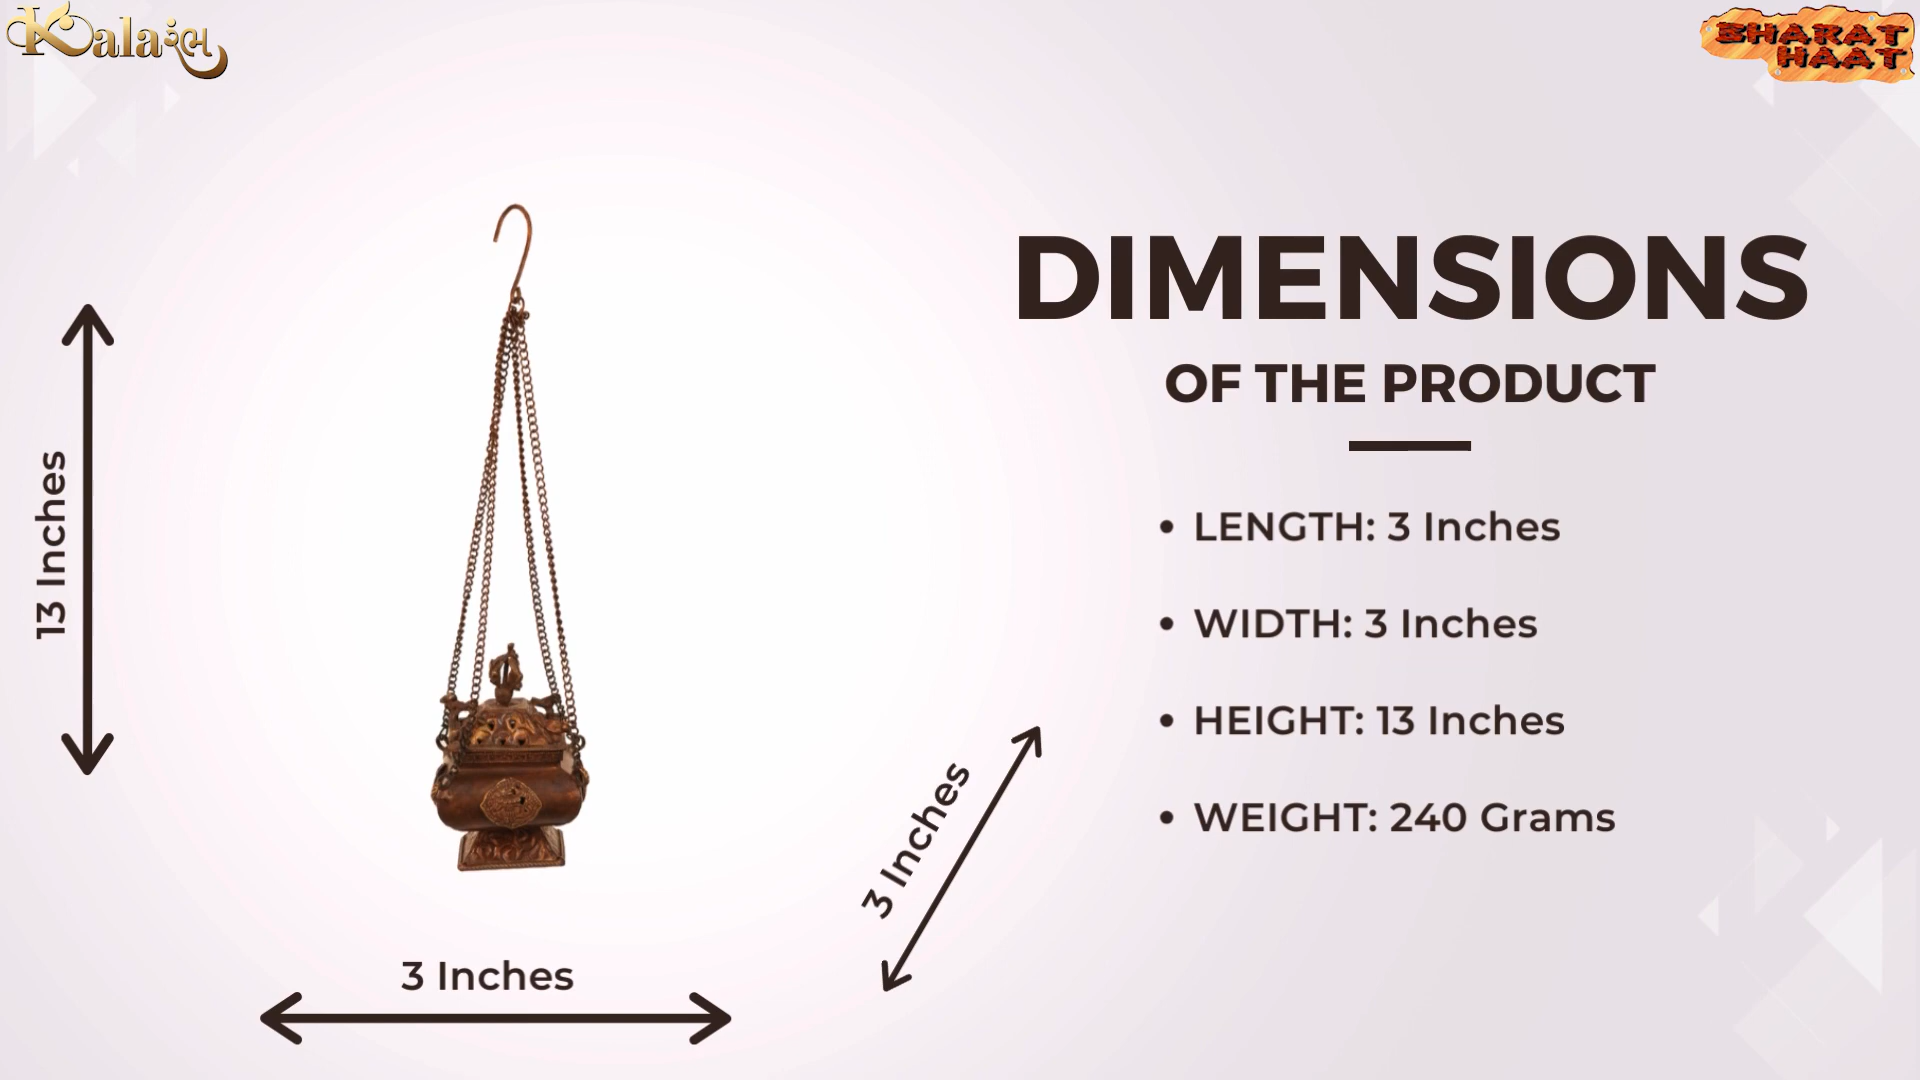 Kalaરંભ
BHARAT
HAAT
DIMENSIONS
OF THE PRODUCT
• LENGTH: 3 Inches
• WIDTH: 3 Inches
• HEIGHT: 13 Inches
• WEIGHT: 240 Grams
13 Inches
3 Inches
3 Inches